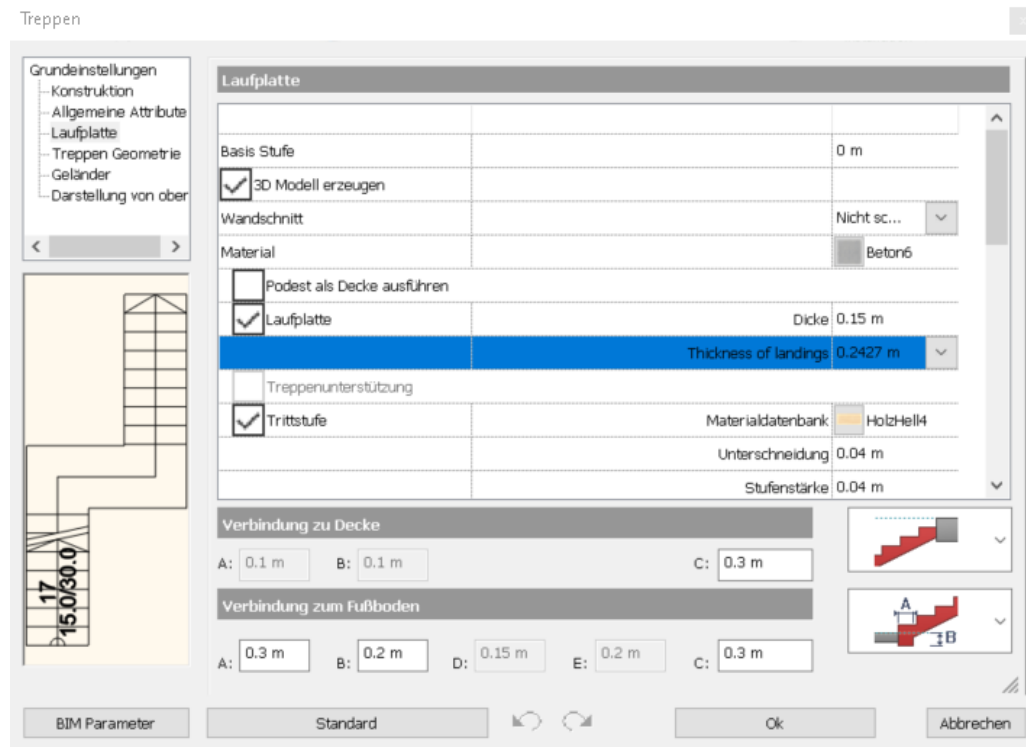 Treppen
Grundeinstellungen
Konstruktion
Allgemeine Attribute
Laufplatte
Treppen Geometrie
Geländer
Darstellung von ober
Laufplatte
Basis Stufe 0 m
3D Modell erzeugen
Wandschnitt Nicht sc...
Material Beton6
Podest als Decke ausführen
Laufplatte Dicke 0.15 m
Thickness of landings 0.2427 m
Treppenunterstützung
Trittstufe Materialdatenbank HolzHell4
Unterschneidung 0.04 m
Stufenstärke 0.04 m
17
15.0/30.0
Verbindung zu Decke
A: 0.1 m B: 0.1 m C: 0.3 m
Verbindung zum Fußboden
A: 0.3 m B: 0.2 m D: 0.15 m E: 0.2 m C: 0.3 m
A
B
BIM Parameter Standard Ok Abbrechen